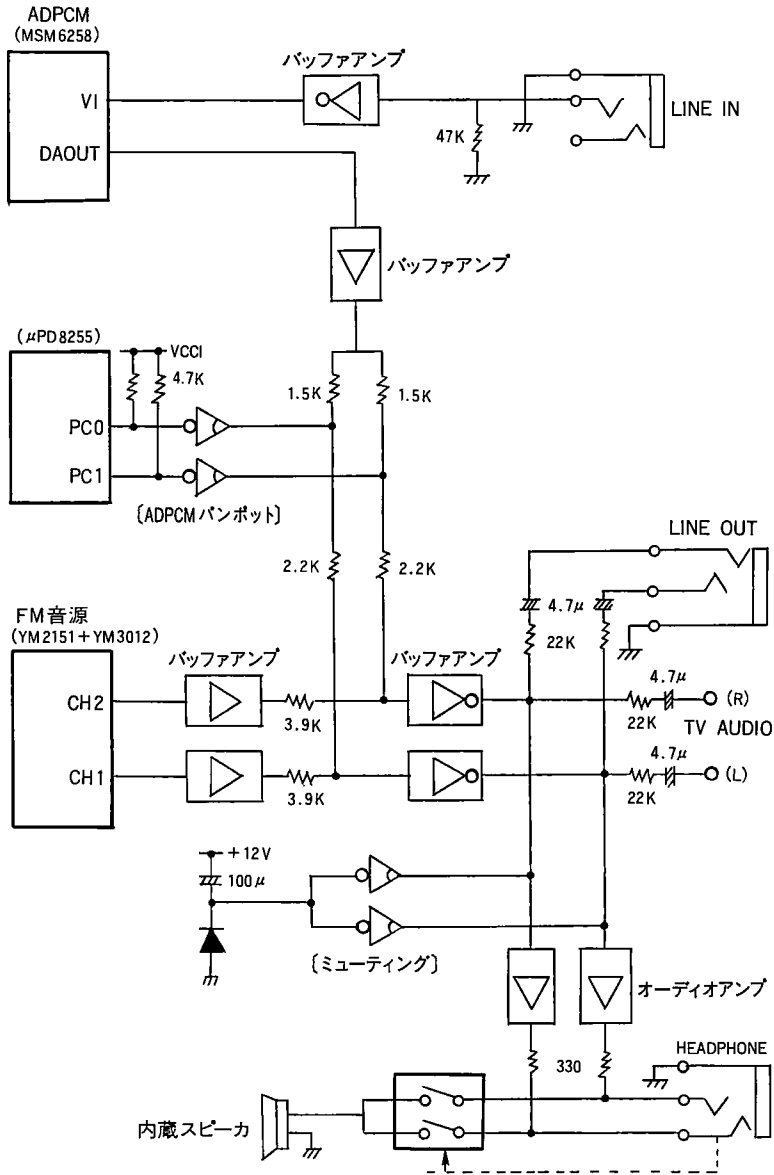 ADPCM
(MSM6258)
VI
DAOUT
バッファアンプ
47K
LINE IN
バッファアンプ
(μPD8255)
VCCI
4.7K
PC0
PC1
〔ADPCMパンポット〕
1.5K
1.5K
2.2K
2.2K
LINE OUT
4.7μ
22K
FM音源
(YM2151+YM3012)
CH2
CH1
バッファアンプ
3.9K
3.9K
バッファアンプ
4.7μ
(R)
22K
TV AUDIO
4.7μ
(L)
22K
+12V
100μ
〔ミューティング〕
オーディオアンプ
330
HEADPHONE
内蔵スピーカ